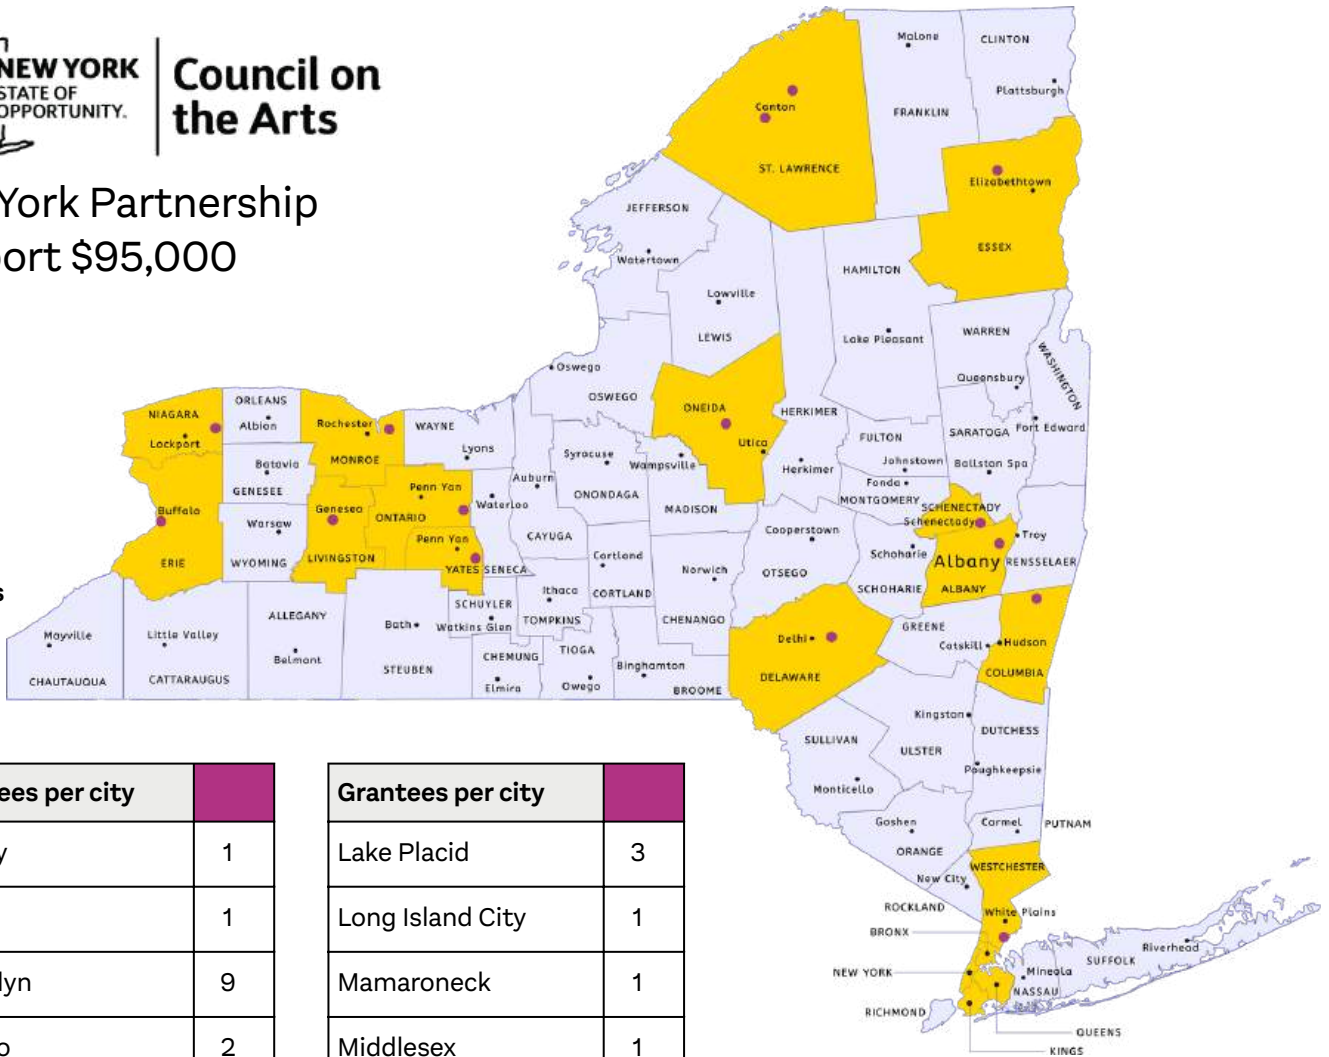 NEW YORK
STATE OF
OPPORTUNITY.
Council on
the Arts
York Partnership
ort $95,000
s
Malone
CLINTON
Plattsburgh
FRANKLIN
Canton
ST. LAWRENCE
Elizabethtown
ESSEX
JEFFERSON
Watertown
HAMILTON
Lowville
LEWIS
Lake Pleasant
WARREN
WASHINGTON
Queensbury
Oswego
OSWEGO
ONEIDA
Utica
HERKIMER
Herkimer
FULTON
Johnstown
SARATOGA
Fort Edward
Ballston Spa
Fonda
MONTGOMERY
NIAGARA
Lockport
ORLEANS
Albion
Rochester
MONROE
WAYNE
Lyons
Syracuse
Wampsville
Batavia
GENESEE
Penn Yan
Auburn
ONONDAGA
MADISON
Buffalo
Warsaw
Geneseo
ONTARIO
Waterloo
CAYUGA
Penn Yan
ERIE
WYOMING
LIVINGSTON
YATES
SENECA
Cortland
CORTLAND
Norwich
Cooperstown
OTSEGO
SCHENECTADY
Schenectady
Schoharie
SCHOHARIE
Albany
ALBANY
Troy
RENSSELAER
Mayville
CHAUTAUQUA
Little Valley
CATTARAUGUS
ALLEGANY
Belmont
Bath
STEUBEN
SCHUYLER
Watkins Glen
Ithaca
TOMPKINS
CHEMUNG
Elmira
TIOGA
Owego
Binghamton
BROOME
CHENANGO
Delhi
DELAWARE
GREENE
Catskill
Hudson
COLUMBIA
Kingston
ULSTER
DUTCHESS
Poughkeepsie
SULLIVAN
Monticello
Goshen
ORANGE
Carmel
PUTNAM
WESTCHESTER
New City
ROCKLAND
White Plains
BRONX
NEW YORK
RICHMOND
Mineola
NASSAU
SUFFOLK
Riverhead
QUEENS
KINGS
ees per city
y 1
1
lyn 9
o 2
Grantees per city
Lake Placid 3
Long Island City 1
Mamaroneck 1
Middlesex 1